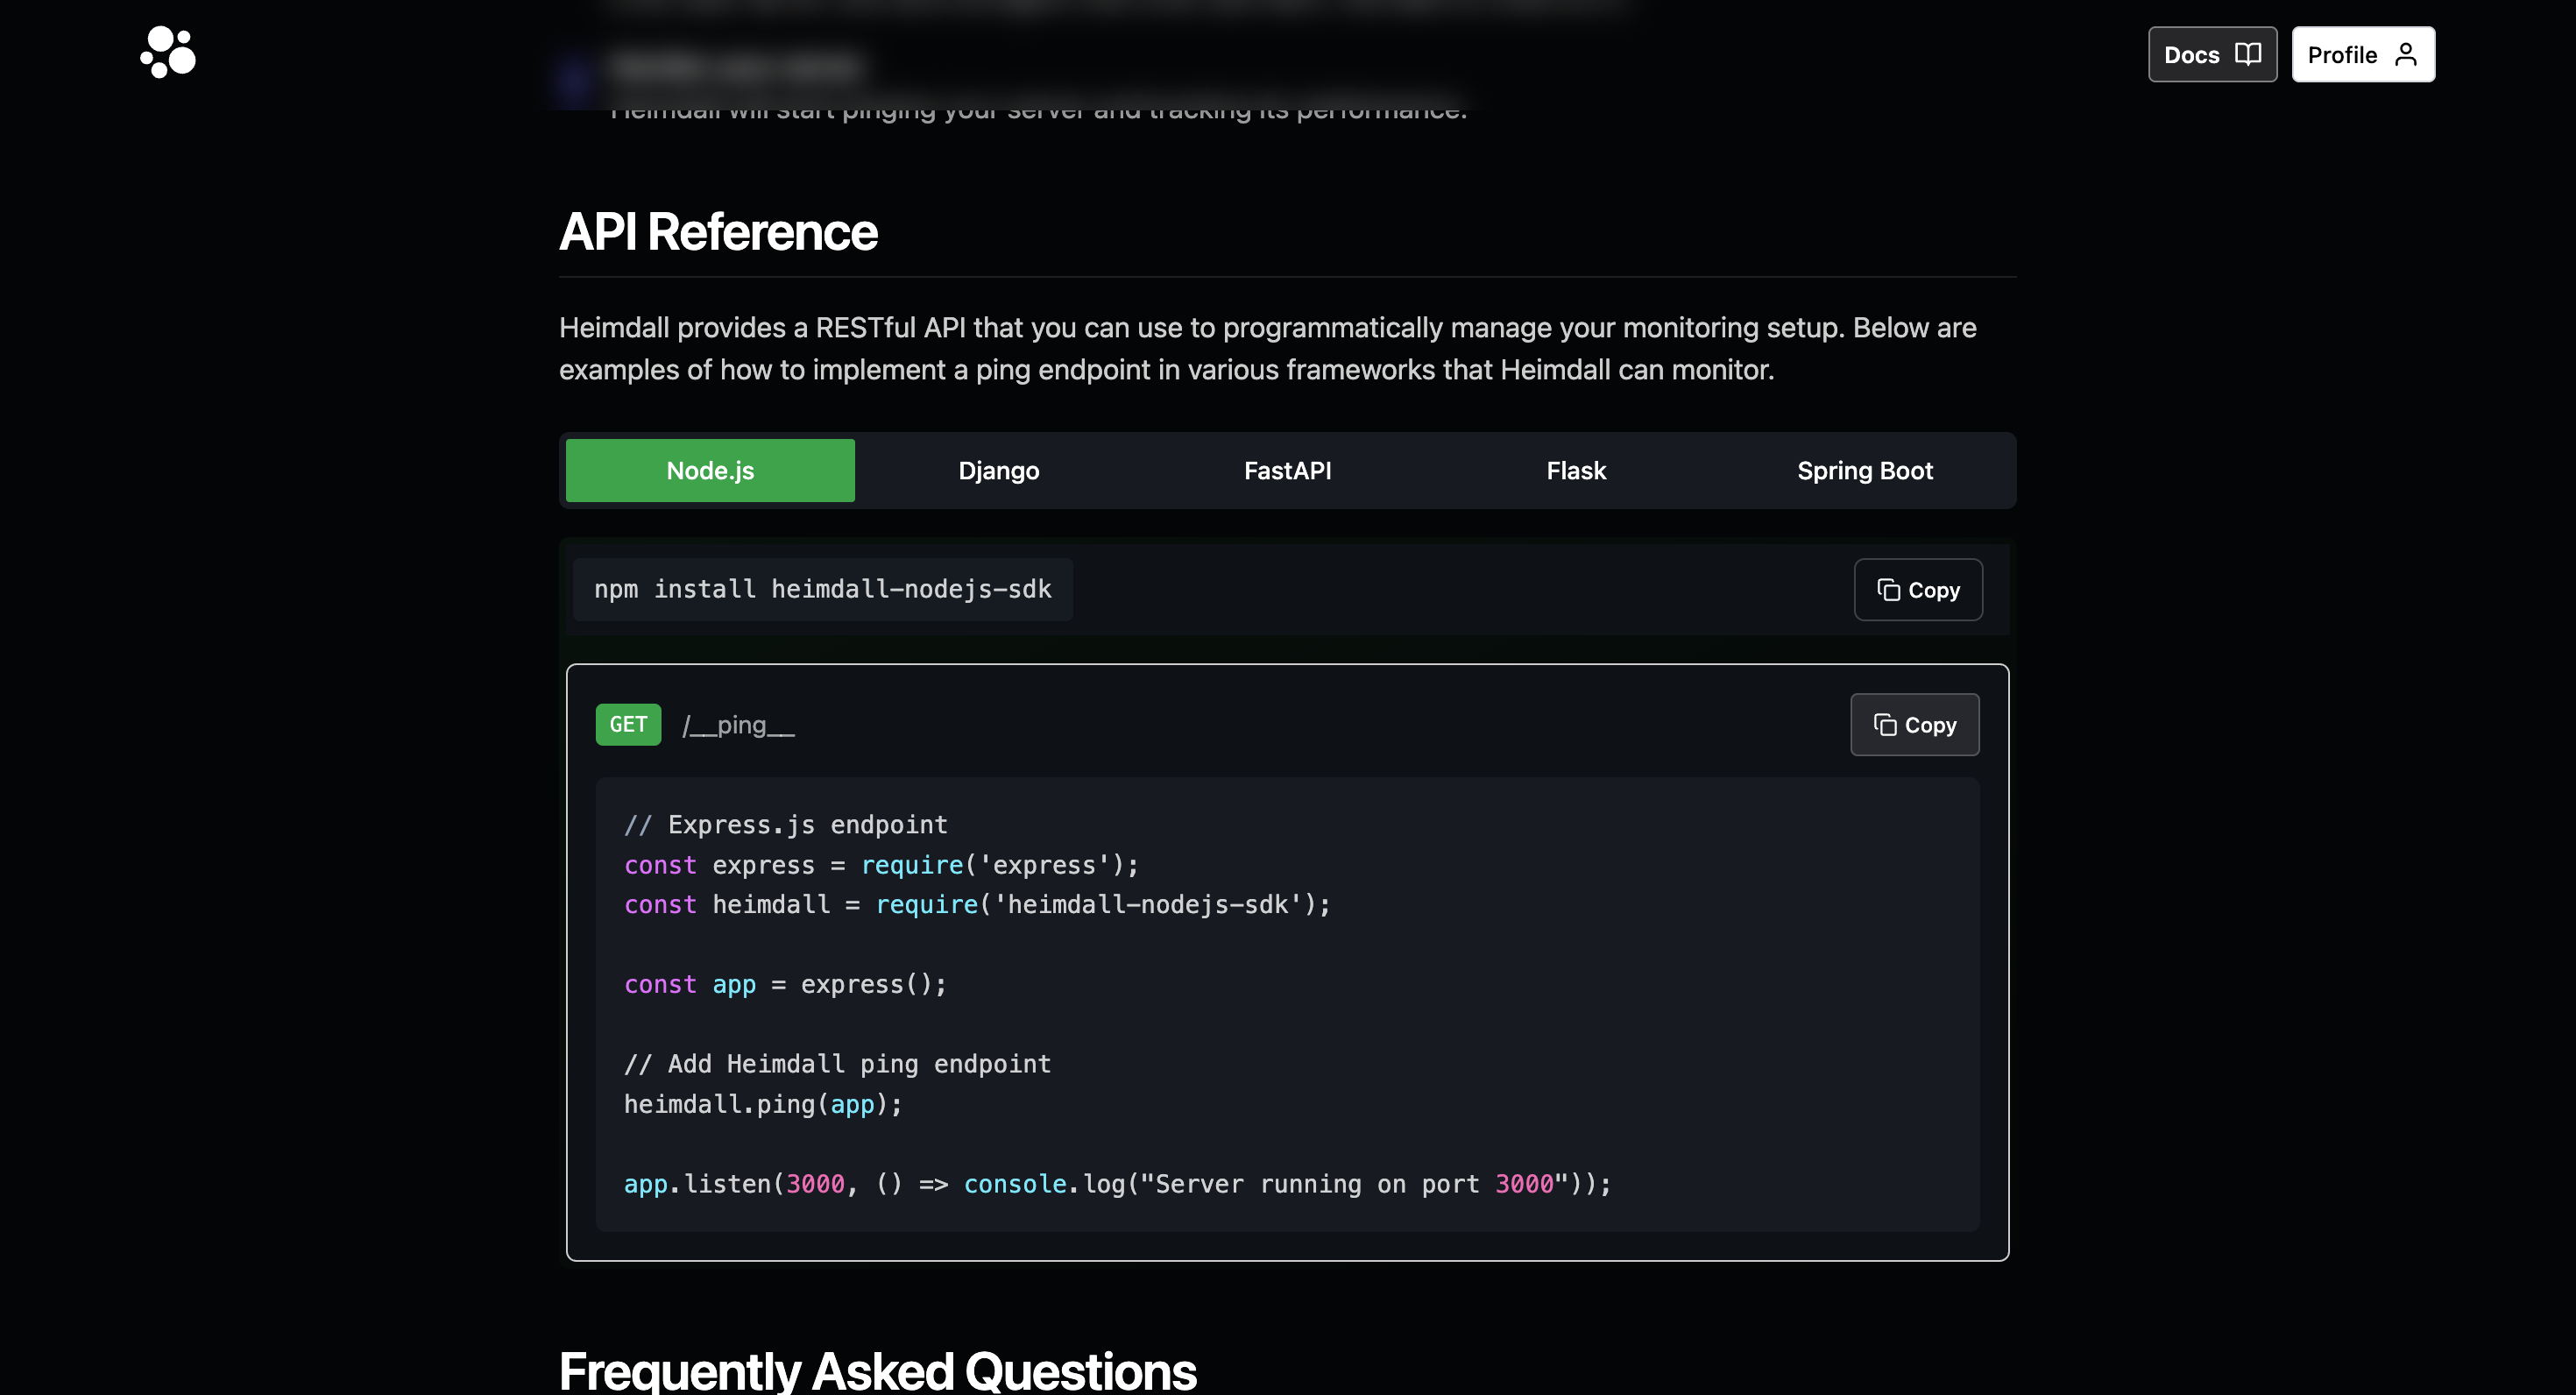 Docs
Profile
Heimdall will start pinging your server and tracking its performance.
API Reference
Heimdall provides a RESTful API that you can use to programmatically manage your monitoring setup. Below are
examples of how to implement a ping endpoint in various frameworks that Heimdall can monitor.
Node.js Django FastAPI Flask Spring Boot
npm install heimdall-nodejs-sdk
Copy
GET /__ping__
Copy
// Express.js endpoint
const express = require('express');
const heimdall = require('heimdall-nodejs-sdk');
const app = express();
// Add Heimdall ping endpoint
heimdall.ping(app);
app.listen(3000, () => console.log("Server running on port 3000"));
Frequently Asked Questions